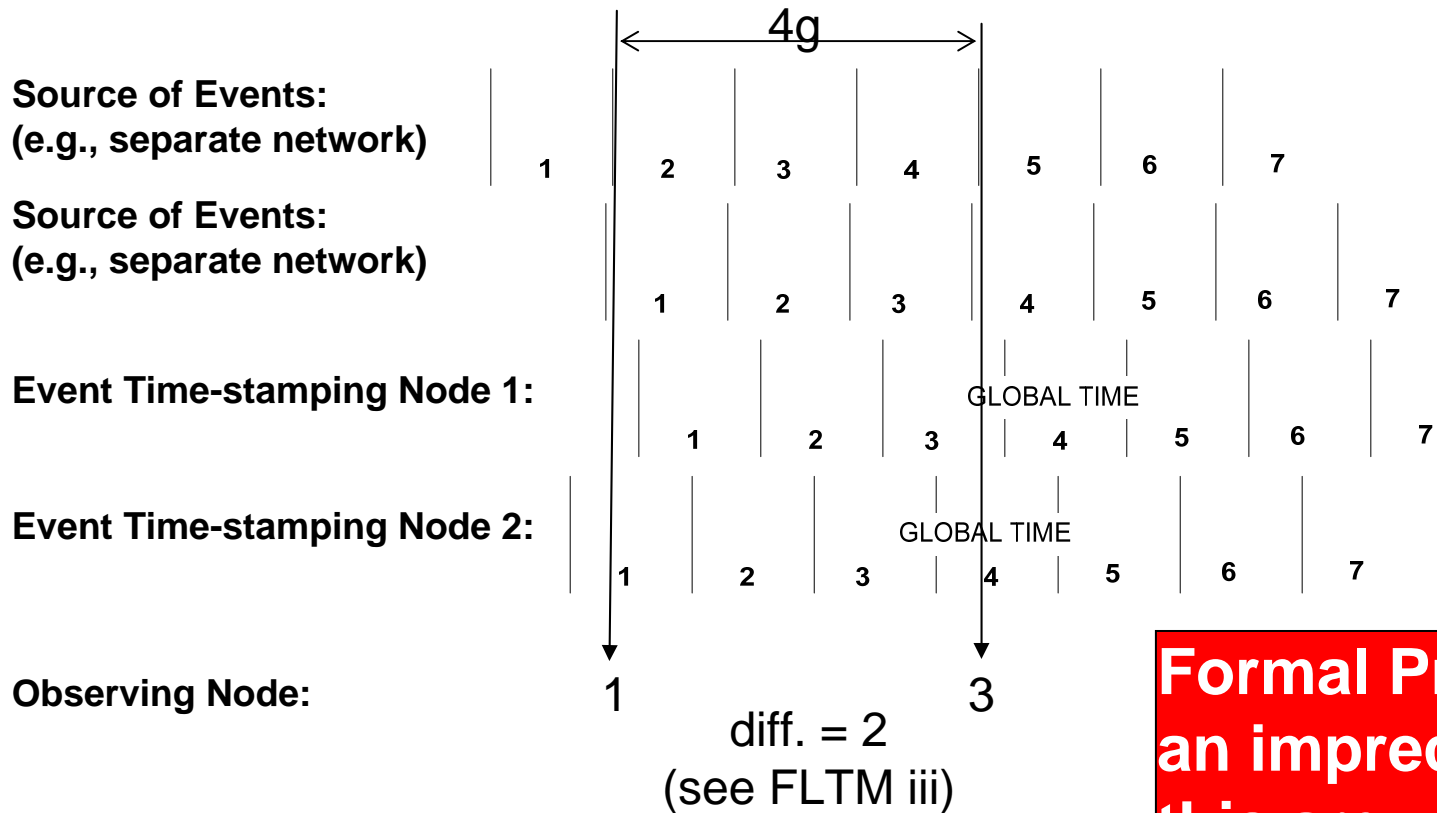 4g
Source of Events:
(e.g., separate network)
1 2 3 4 5 6 7
Source of Events:
(e.g., separate network)
1 2 3 4 5 6 7
Event Time-stamping Node 1:
GLOBAL TIME
1 2 3 4 5 6 7
Event Time-stamping Node 2:
GLOBAL TIME
1 2 3 4 5 6 7
Observing Node:
1 3
diff. = 2
(see FLTM iii)
Formal
an